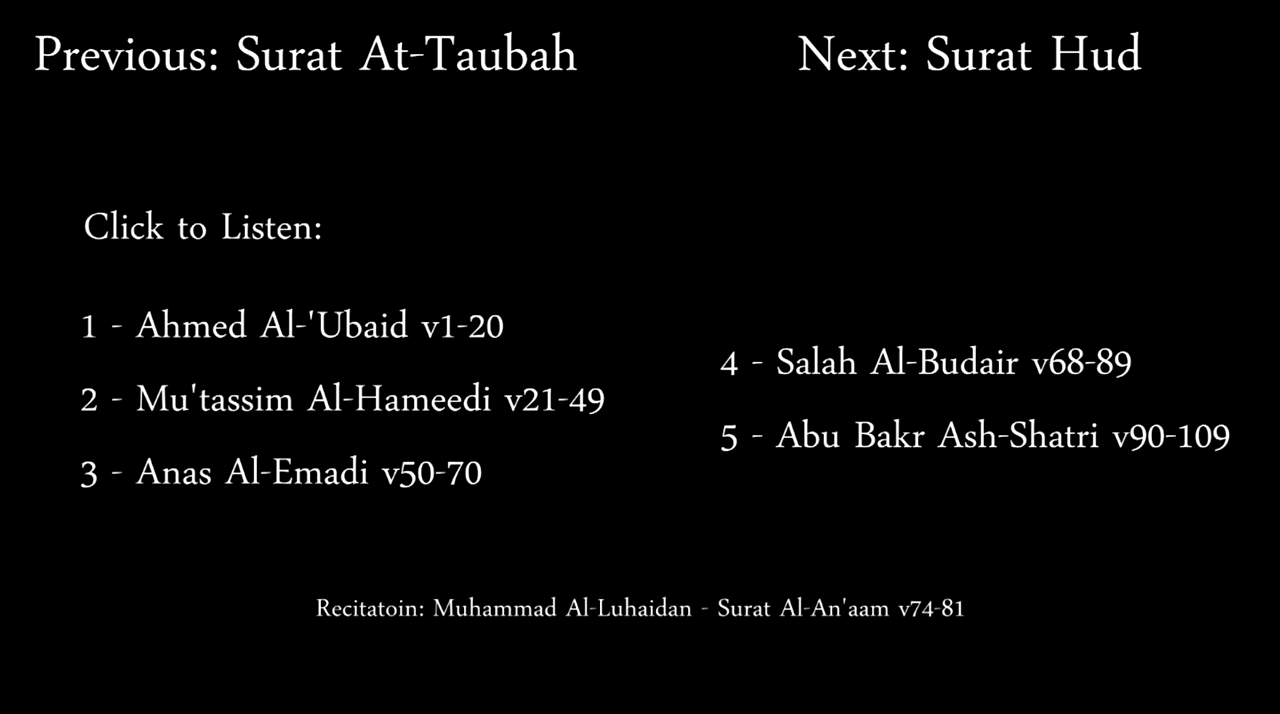 Previous: Surat At-Taubah
Next: Surat Hud
Click to Listen:
1 - Ahmed Al-'Ubaid v1-20
2 - Mu'tassim Al-Hameedi v21-49
3 - Anas Al-Emadi v50-70
4 - Salah Al-Budair v68-89
5 - Abu Bakr Ash-Shatri v90-109
Recitatoin: Muhammad Al-Luhaidan - Surat Al-An'aam v74-81